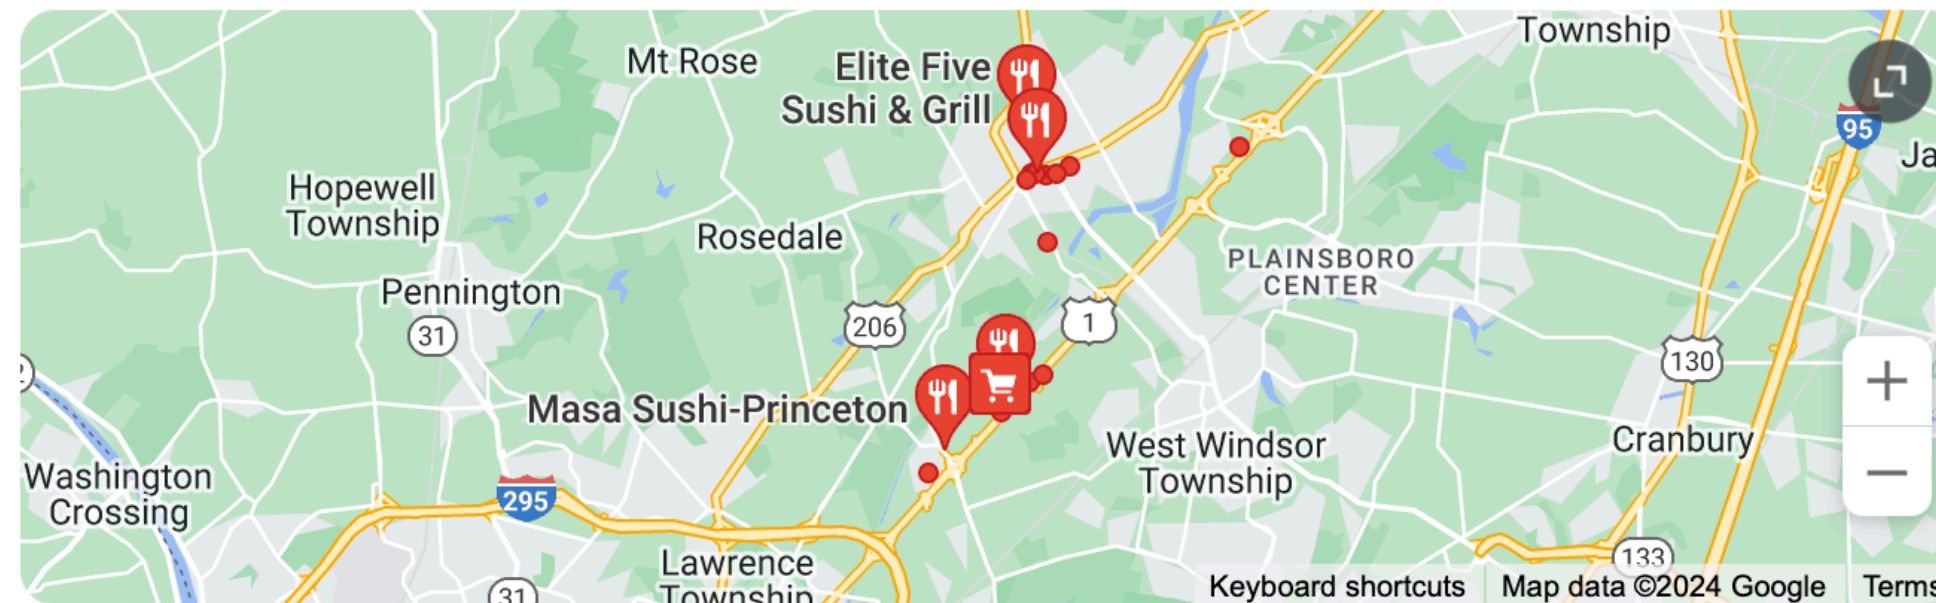 Township
Mt Rose
Elite Five
Sushi & Grill
95
Ja
Hopewell
Township
Rosedale
PLAINSBORO
CENTER
Pennington
31
206
1
130
2
Masa Sushi-Princeton
West Windsor
Township
Cranbury
Washington
Crossing
295
133
Lawrence
Township
31
Keyboard shortcuts
Map data ©2024 Google
Terms